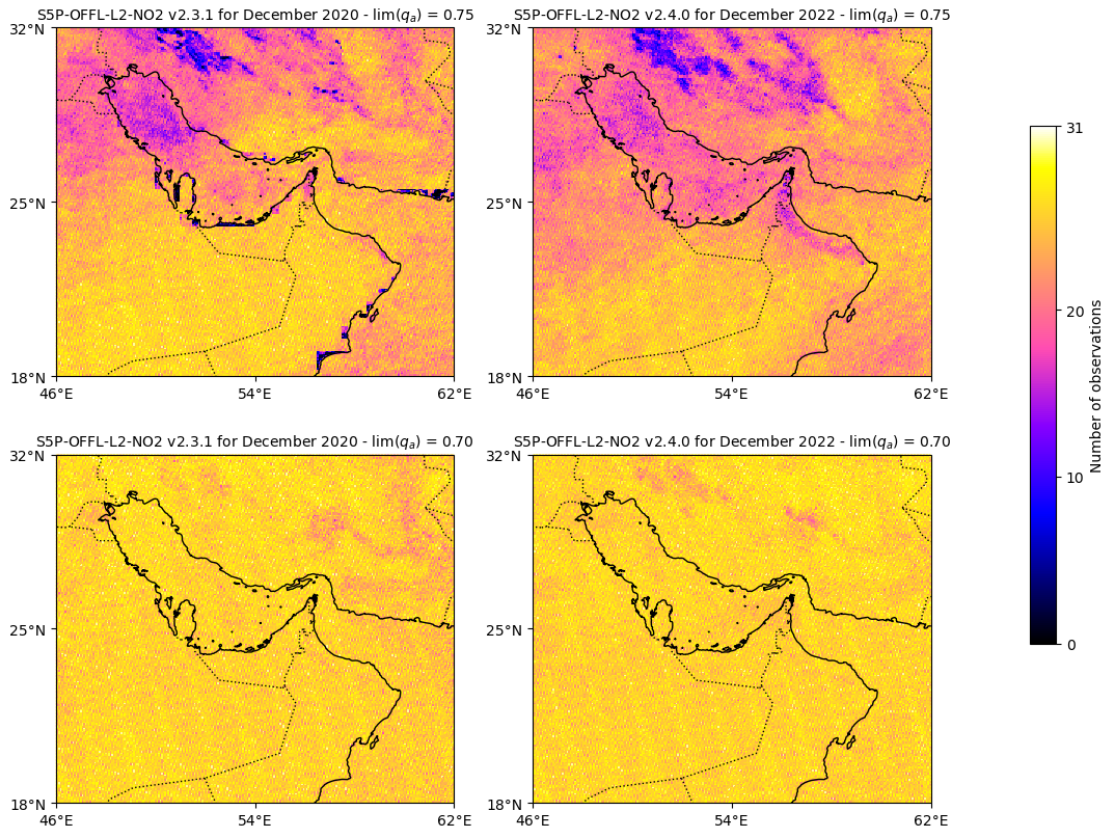 S5P-OFFL-L2-NO2 v2.3.1 for December 2020 - lim(qₐ) = 0.75
S5P-OFFL-L2-NO2 v2.4.0 for December 2022 - lim(qₐ) = 0.75
32°N
25°N
18°N
46°E
54°E
62°E
32°N
25°N
18°N
46°E
54°E
62°E
S5P-OFFL-L2-NO2 v2.3.1 for December 2020 - lim(qₐ) = 0.70
S5P-OFFL-L2-NO2 v2.4.0 for December 2022 - lim(qₐ) = 0.70
32°N
25°N
18°N
46°E
54°E
62°E
32°N
25°N
18°N
46°E
54°E
62°E
31
20
10
0
Number of observations